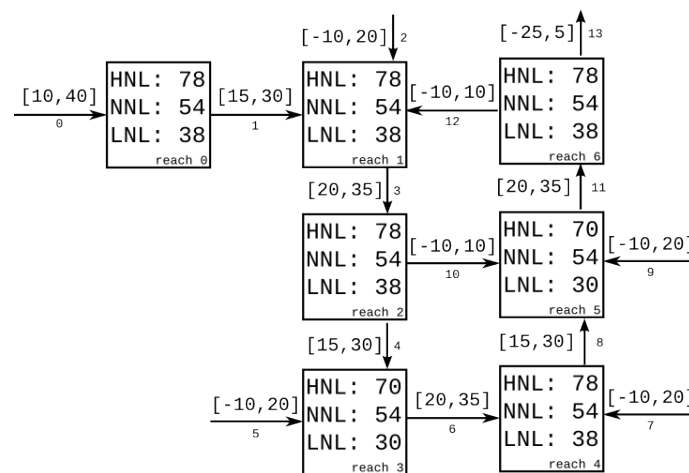 [-10,20] 2
[-25,5] 13
[10,40]
0
HNL: 78
NNL: 54
LNL: 38
reach 0
[15,30]
1
HNL: 78
NNL: 54
LNL: 38
reach 1
[-10,10]
12
HNL: 78
NNL: 54
LNL: 38
reach 6
[20,35] 3
[20,35] 11
HNL: 78
NNL: 54
LNL: 38
reach 2
[-10,10]
10
HNL: 70
NNL: 54
LNL: 30
reach 5
[-10,20]
9
[15,30] 4
[15,30] 8
[-10,20]
5
HNL: 70
NNL: 54
LNL: 30
reach 3
[20,35]
6
HNL: 78
NNL: 54
LNL: 38
reach 4
[-10,20]
7